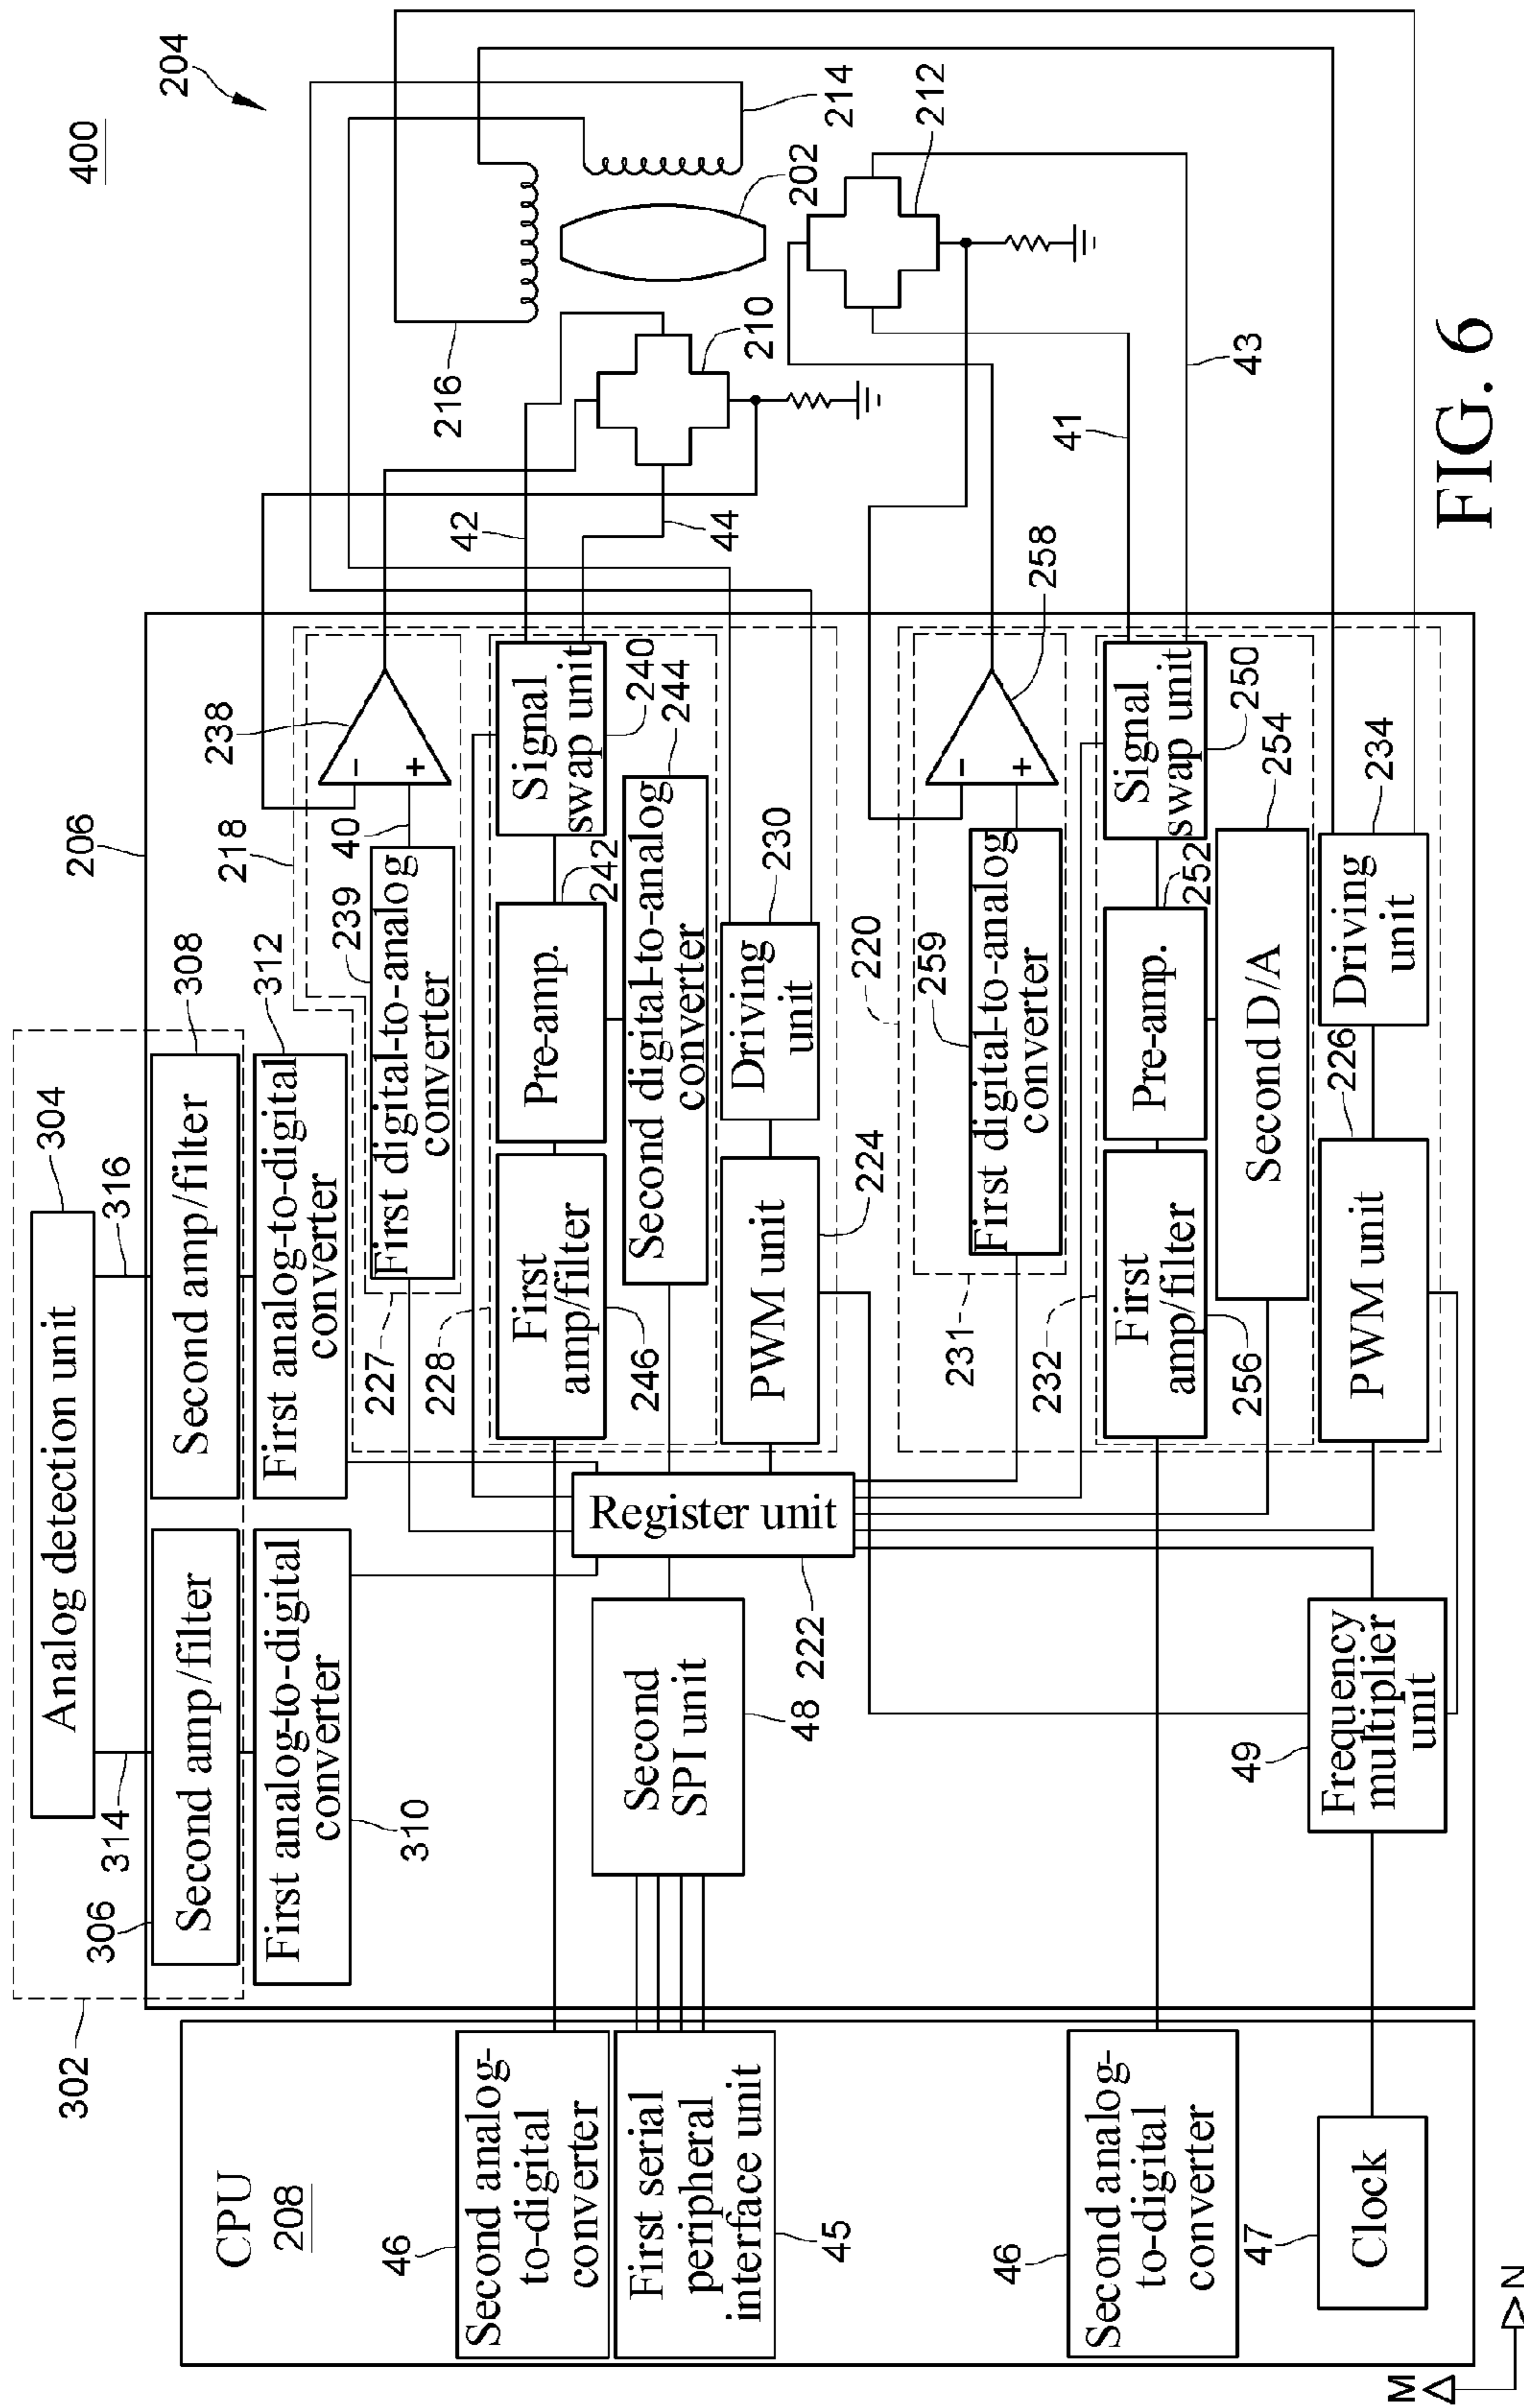 400
204
302
304
Analog detection unit
314
316
306
Second amp/filter
Second amp/filter
308
206
First analog-to-digital
converter
310
First analog-to-digital
converter
312
218
238
−
+
40
239
First digital-to-analog
converter
227
228
First
amp/filter
246
Pre-amp.
242
Signal
swap unit
240
244
Second digital-to-analog
converter
PWM unit
224
Driving
unit
230
Register unit
222
Second
SPI unit
48
220
259
First digital-to-analog
converter
231
−
+
258
232
First
amp/filter
256
Pre-amp.
252
Signal
swap unit
250
Second D/A
254
PWM unit
226
Driving
unit
234
49
Frequency
multiplier
unit
CPU
208
46
Second analog-
to-digital
converter
First serial
peripheral
interface unit
45
46
Second analog-
to-digital
converter
47
Clock
216
214
202
212
210
42
44
41
43
M
N
FIG. 6